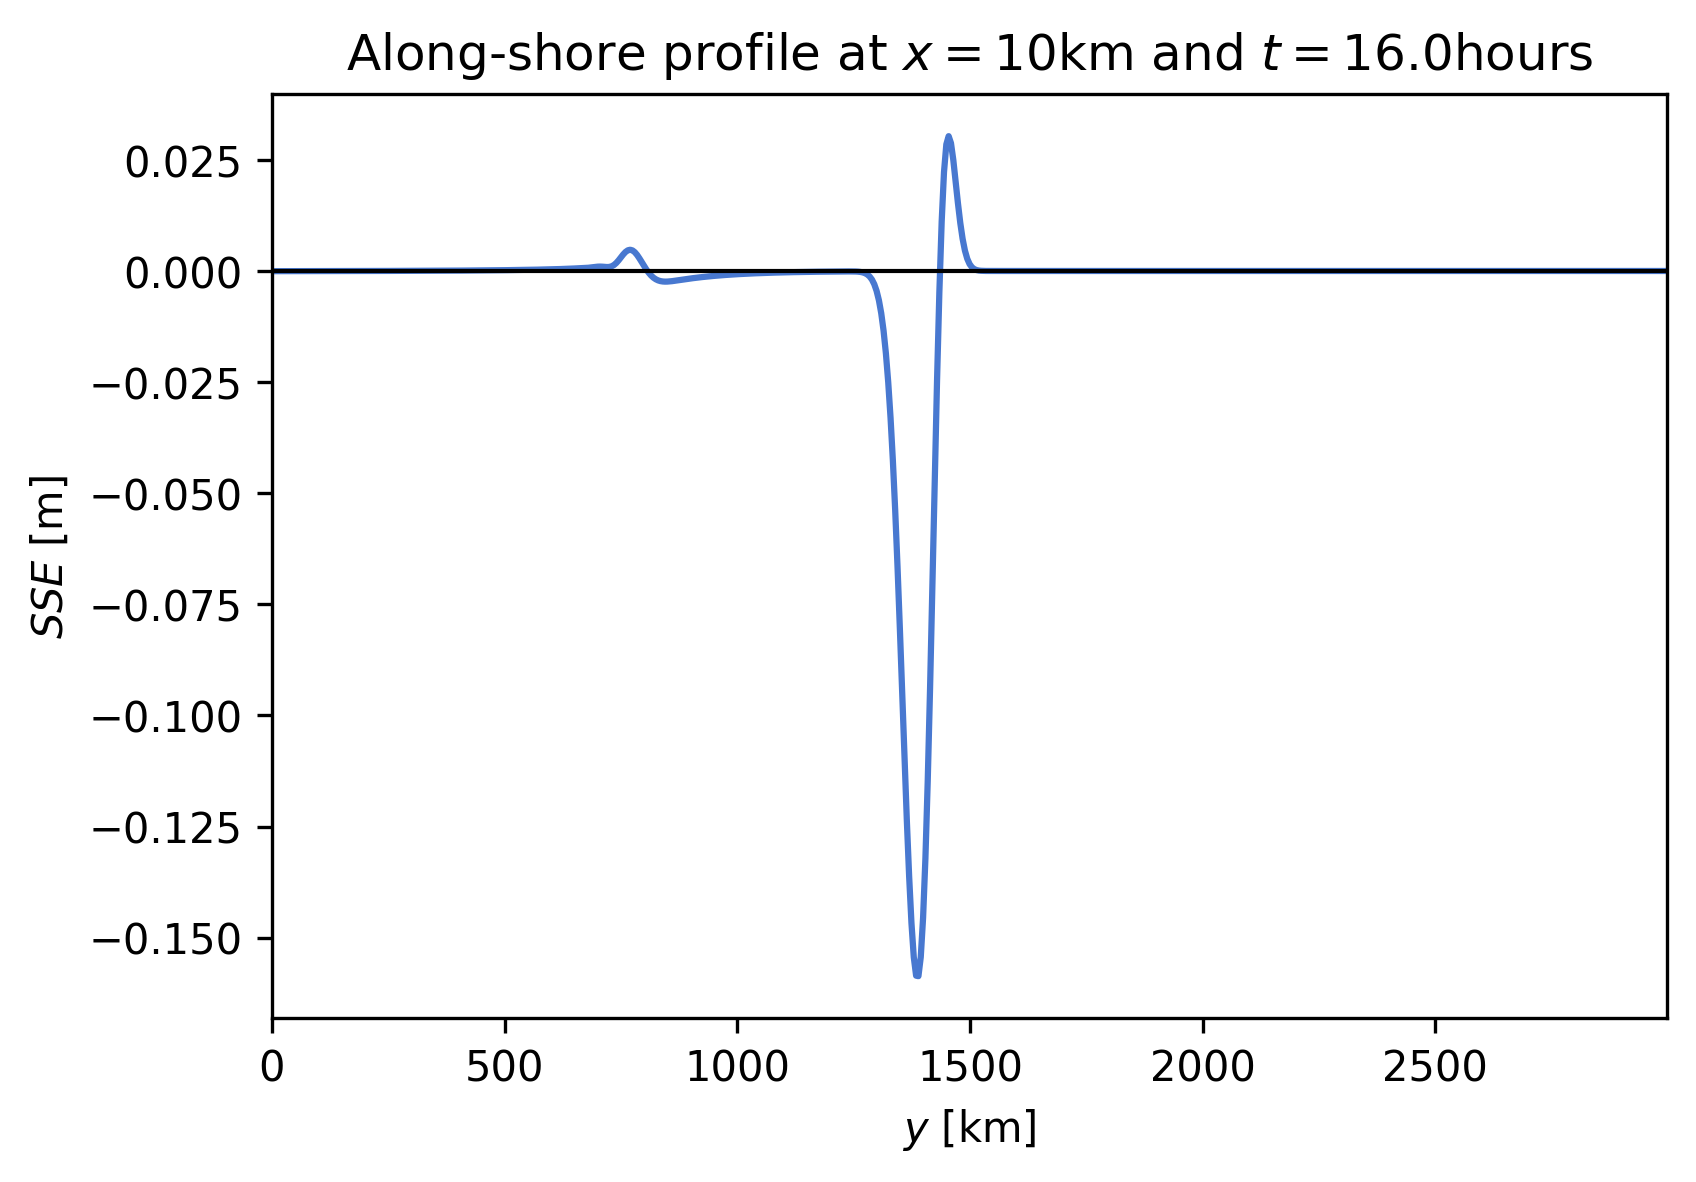 Along-shore profile at x = 10km and t = 16.0hours
0.025
0.000
−0.025
−0.050
−0.075
−0.100
−0.125
−0.150
SSE [m]
0 500 1000 1500 2000 2500
y [km]